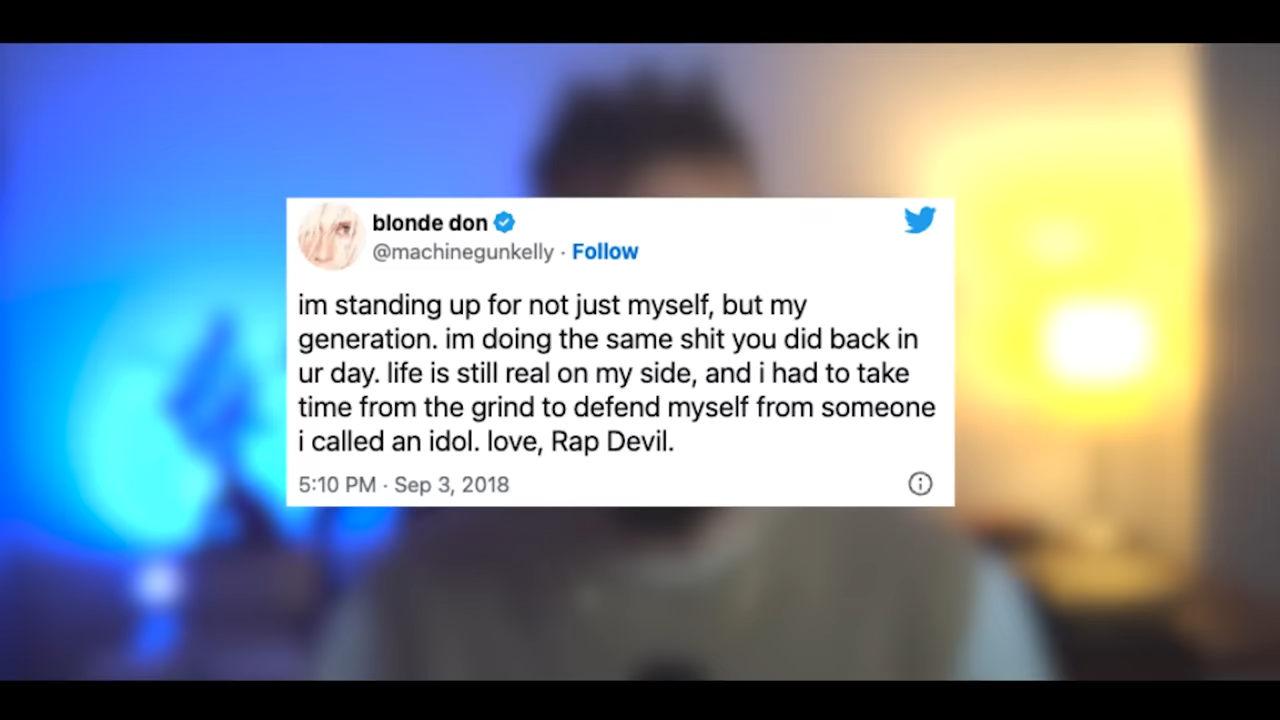 blonde don
@machinegunkelly · Follow
im standing up for not just myself, but my
generation. im doing the same shit you did back in
ur day. life is still real on my side, and i had to take
time from the grind to defend myself from someone
i called an idol. love, Rap Devil.
5:10 PM · Sep 3, 2018